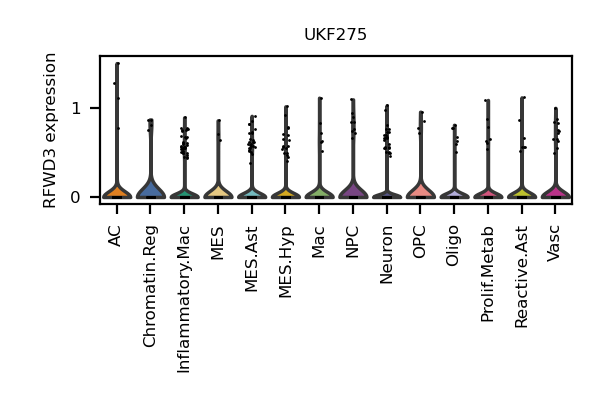 UKF275
RFWD3 expression
1
0
AC
Chromatin.Reg
Inflammatory.Mac
MES
MES.Ast
MES.Hyp
Mac
NPC
Neuron
OPC
Oligo
Prolif.Metab
Reactive.Ast
Vasc